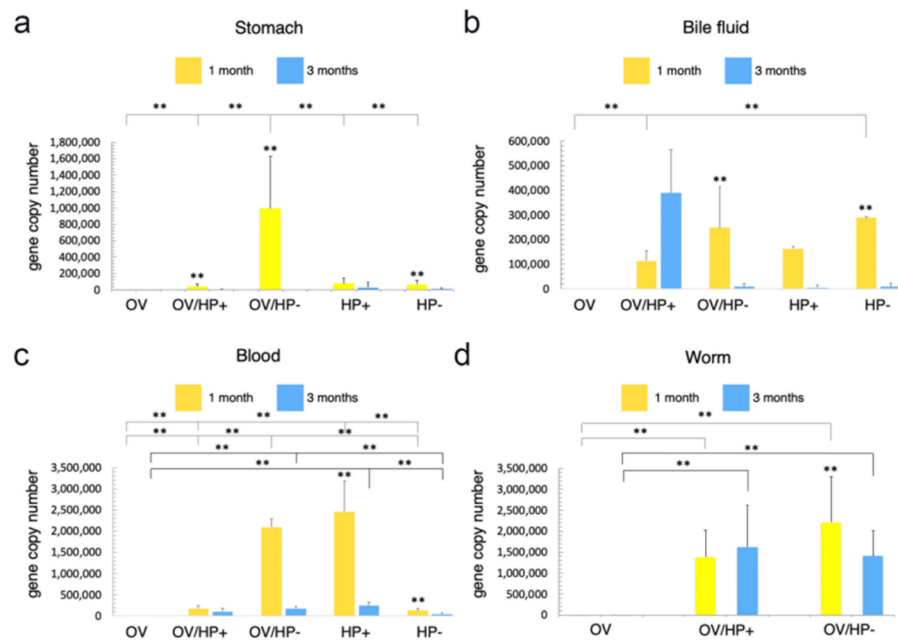 a
Stomach
1 month
3 months
** ** ** **
gene copy number
1,800,000
1,600,000
1,400,000
1,200,000
1,000,000
800,000
600,000
400,000
200,000
0
**
**
**
OV OV/HP+ OV/HP- HP+ HP-
b
Bile fluid
1 month
3 months
** **
gene copy number
600,000
500,000
400,000
300,000
200,000
100,000
0
**
**
OV OV/HP+ OV/HP- HP+ HP-
c
Blood
1 month
3 months
** ** **
** ** **
** **
** **
gene copy number
3,500,000
3,000,000
2,500,000
2,000,000
1,500,000
1,000,000
500,000
0
**
**
OV OV/HP+ OV/HP- HP+ HP-
d
Worm
1 month
3 months
**
**
**
**
gene copy number
3,500,000
3,000,000
2,500,000
2,000,000
1,500,000
1,000,000
500,000
0
**
OV OV/HP+ OV/HP-